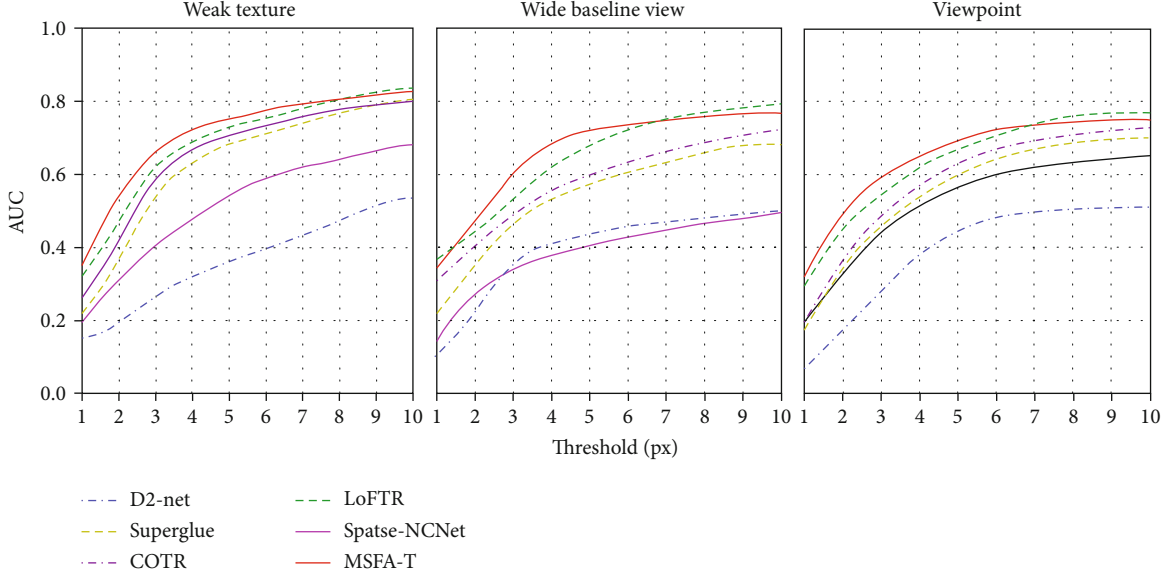 Weak texture
Wide baseline view
Viewpoint
AUC
1.0
0.8
0.6
0.4
0.2
0.0
1 2 3 4 5 6 7 8 9 10
1 2 3 4 5 6 7 8 9 10
1 2 3 4 5 6 7 8 9 10
Threshold (px)
D2-net
Superglue
COTR
LoFTR
Spatse-NCNet
MSFA-T